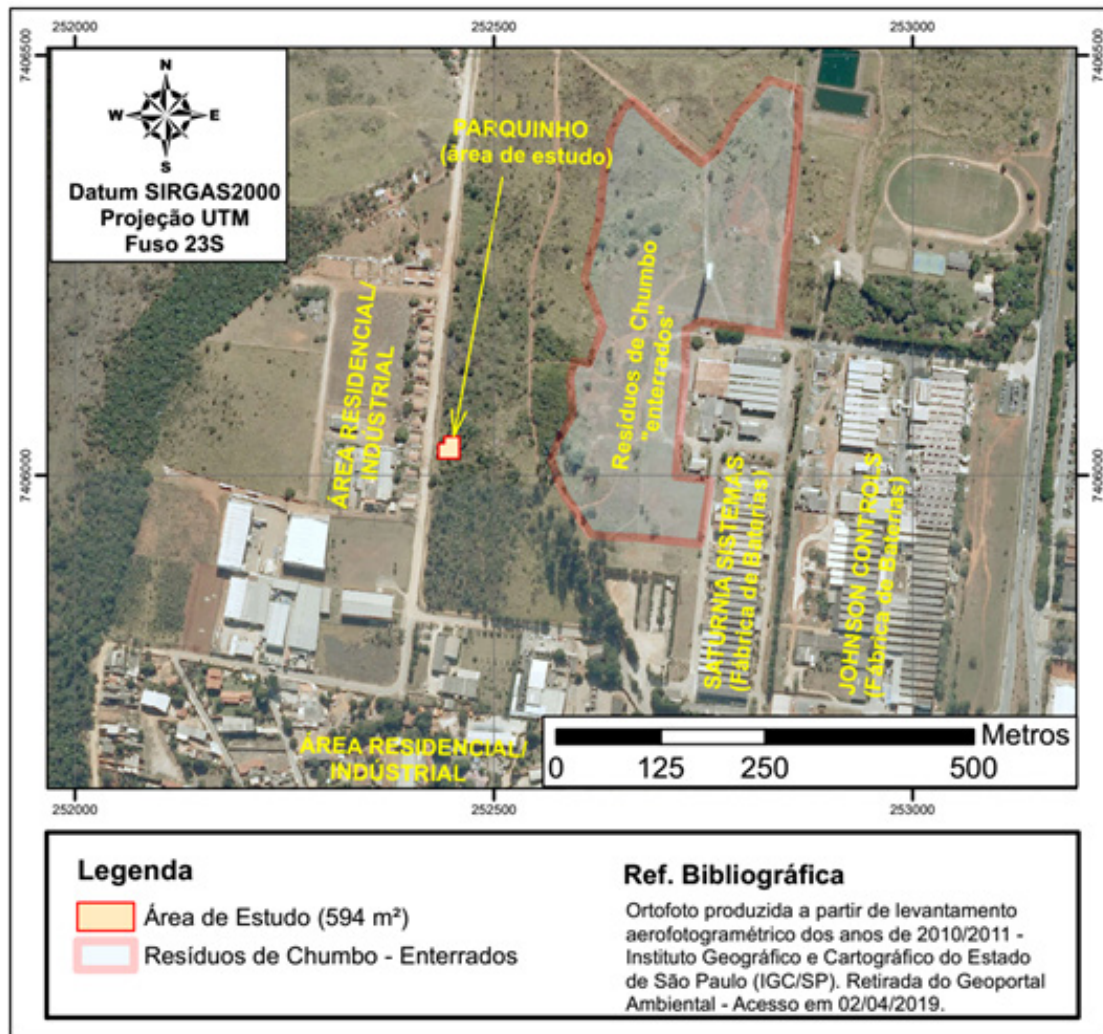 252000
252500
253000
7406500
7406500
N
W
E
S
Datum SIRGAS2000
Projeção UTM
Fuso 23S
PARQUINHO
(área de estudo)
Resíduos de Chumbo
"enterrados"
ÁREA RESIDENCIAL/
INDÚSTRIAL
7406000
7406000
SATURNIA SISTEMAS
(Fábrica de Baterias)
JOHNSON CONTROLS
(Fábrica de Baterias)
ÁREA RESIDENCIAL/
INDÚSTRIAL
Metros
0 125 250 500
252000
252500
253000
Legenda
Área de Estudo (594 m²)
Resíduos de Chumbo - Enterrados
Ref. Bibliográfica
Ortofoto produzida a partir de levantamento
aerofotogramétrico dos anos de 2010/2011 -
Instituto Geográfico e Cartográfico do Estado
de São Paulo (IGC/SP). Retirada do Geoportal
Ambiental - Acesso em 02/04/2019.